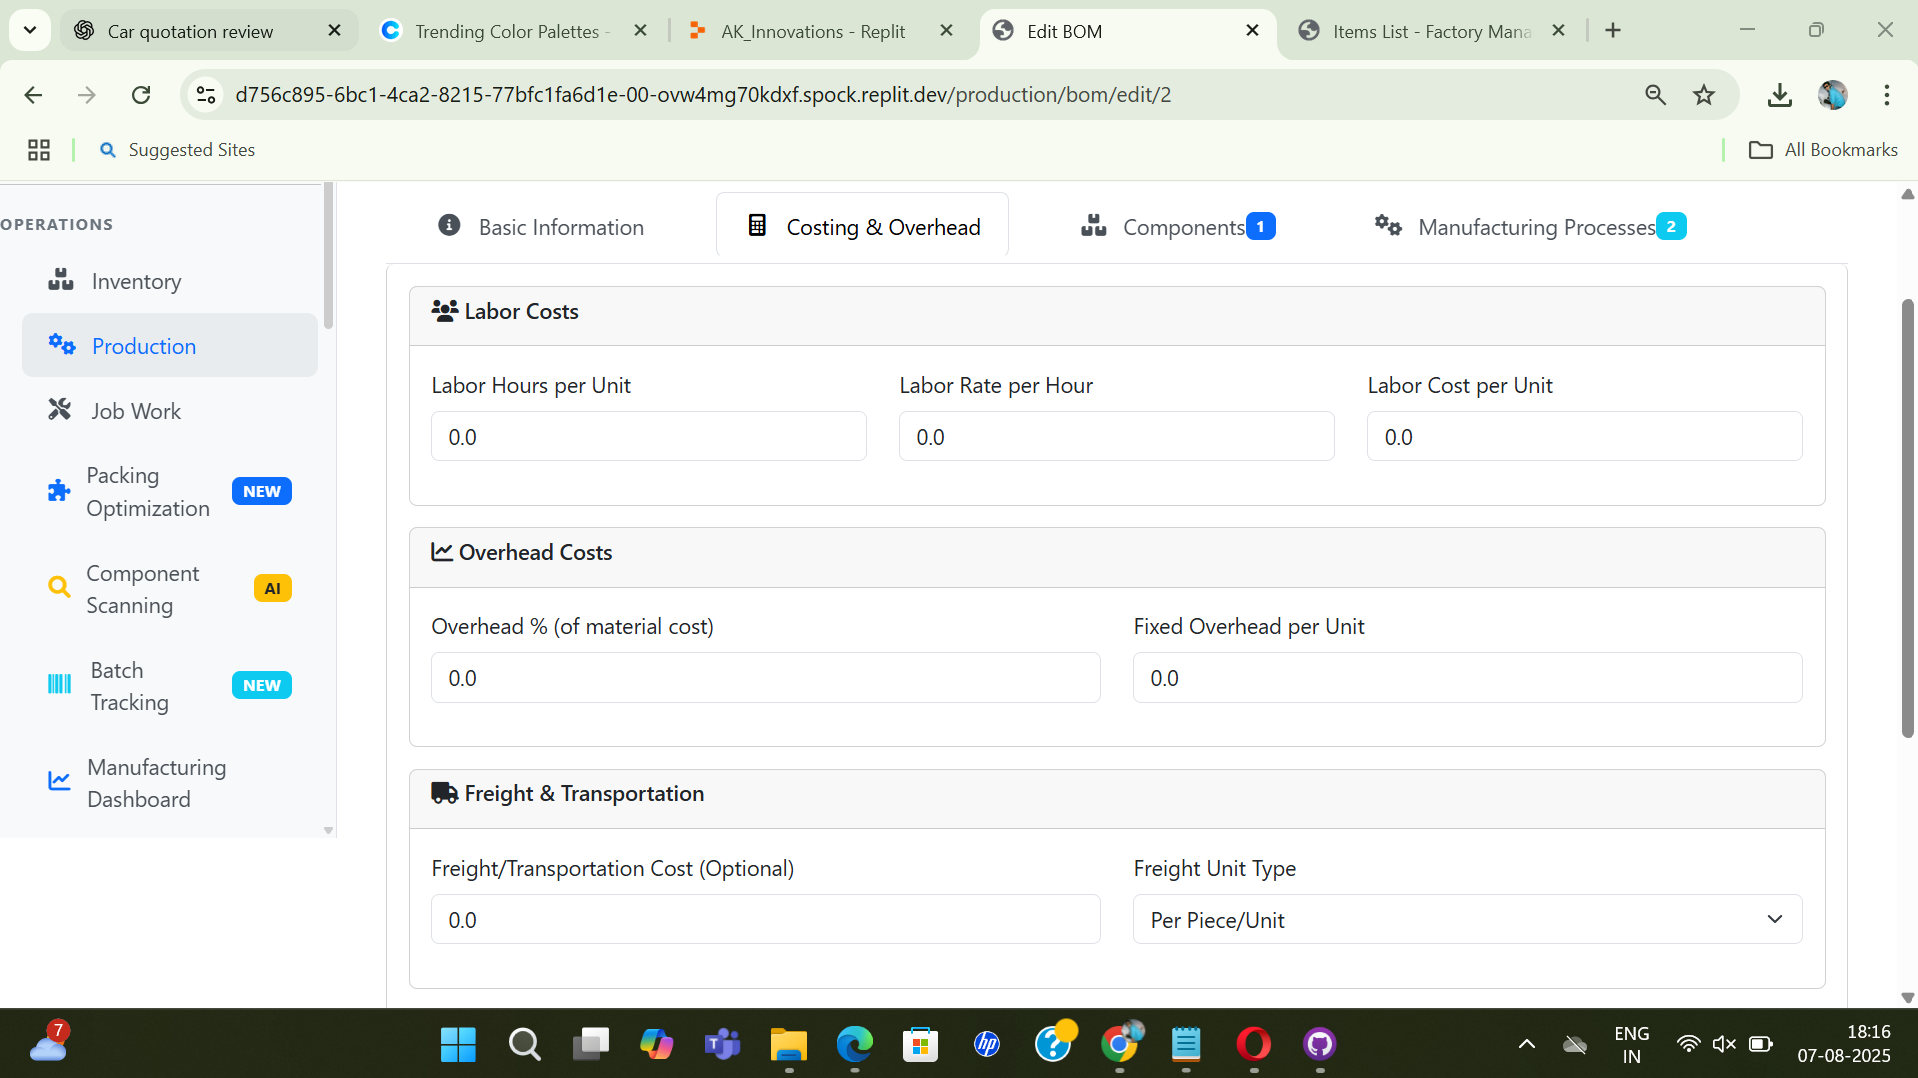 Car quotation review
Trending Color Palettes -
AK_Innovations - Replit
Edit BOM
Items List - Factory Mana
d756c895-6bc1-4ca2-8215-77bfc1fa6d1e-00-ovw4mg70kdxf.spock.replit.dev/production/bom/edit/2
Suggested Sites
All Bookmarks
OPERATIONS
Inventory
Production
Job Work
Packing
Optimization
NEW
Component
Scanning
AI
Batch
Tracking
NEW
Manufacturing
Dashboard
Basic Information
Costing & Overhead
Components 1
Manufacturing Processes 2
Labor Costs
Labor Hours per Unit
Labor Rate per Hour
Labor Cost per Unit
0.0
0.0
0.0
Overhead Costs
Overhead % (of material cost)
Fixed Overhead per Unit
0.0
0.0
Freight & Transportation
Freight/Transportation Cost (Optional)
Freight Unit Type
0.0
Per Piece/Unit
7
hp
ENG
IN
18:16
07-08-2025